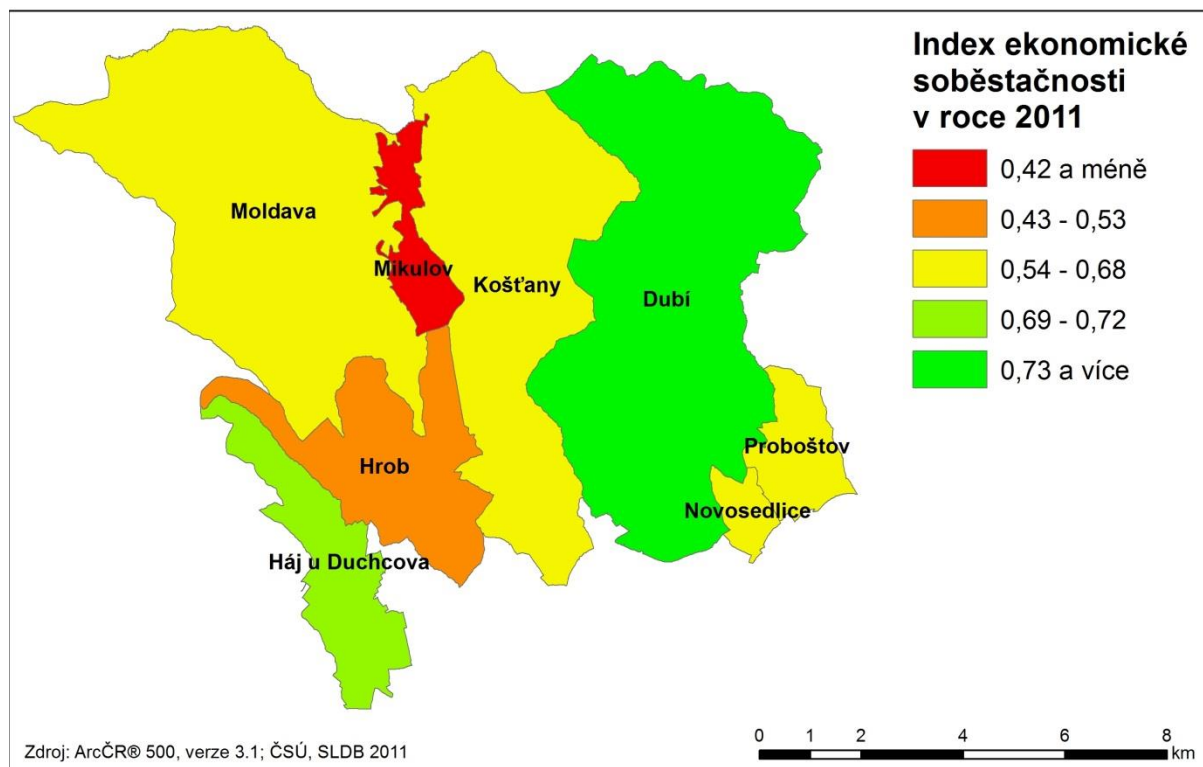 Index ekonomické
soběstačnosti
v roce 2011
0,42 a méně
0,43 - 0,53
0,54 - 0,68
0,69 - 0,72
0,73 a více
Moldava
Mikulov
Košťany
Dubí
Proboštov
Hrob
Novosedlice
Háj u Duchcova
Zdroj: ArcČR® 500, verze 3.1; ČSÚ, SLDB 2011
0 1 2 4 6 8
km